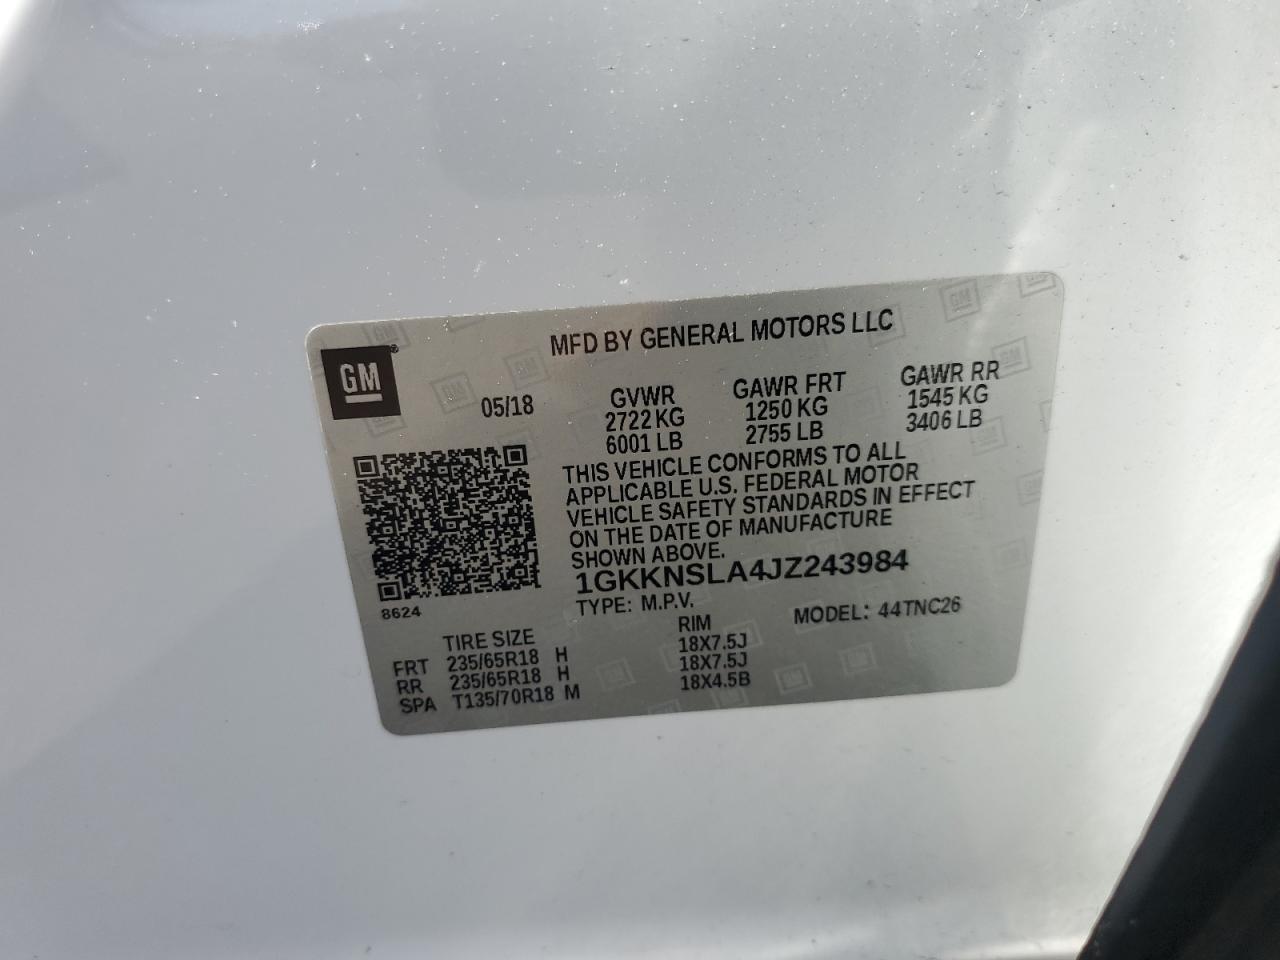 MFD BY GENERAL MOTORS LLC
GM
05/18
GVWR GAWR FRT GAWR RR
2722 KG 1250 KG 1545 KG
6001 LB 2755 LB 3406 LB
THIS VEHICLE CONFORMS TO ALL
APPLICABLE U.S. FEDERAL MOTOR
VEHICLE SAFETY STANDARDS IN EFFECT
ON THE DATE OF MANUFACTURE
SHOWN ABOVE.
1GKKNSLA4JZ243984
8624
TYPE: M.P.V. MODEL: 44TNC26
TIRE SIZE RIM
FRT 235/65R18 H 18X7.5J
RR 235/65R18 H 18X7.5J
SPA T135/70R18 M 18X4.5B